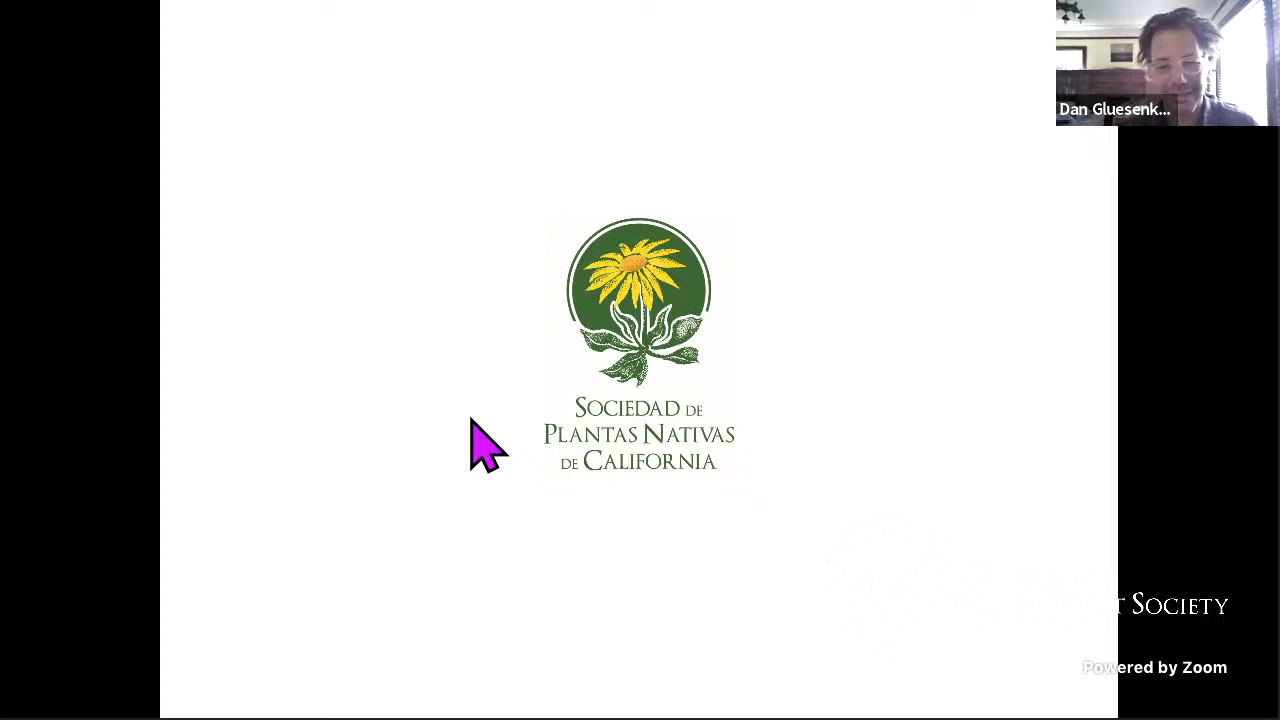 Dan Gluesenk...
Sociedad de
Plantas Nativas
de California
t Society
Powered by Zoom